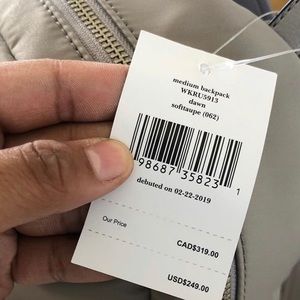 medium backpack
WKRU5913
dawn
softtaupe (062)
98687 35823 1
debuted on 02-22-2019
Our Price
CAD$319.00
USD$249.00